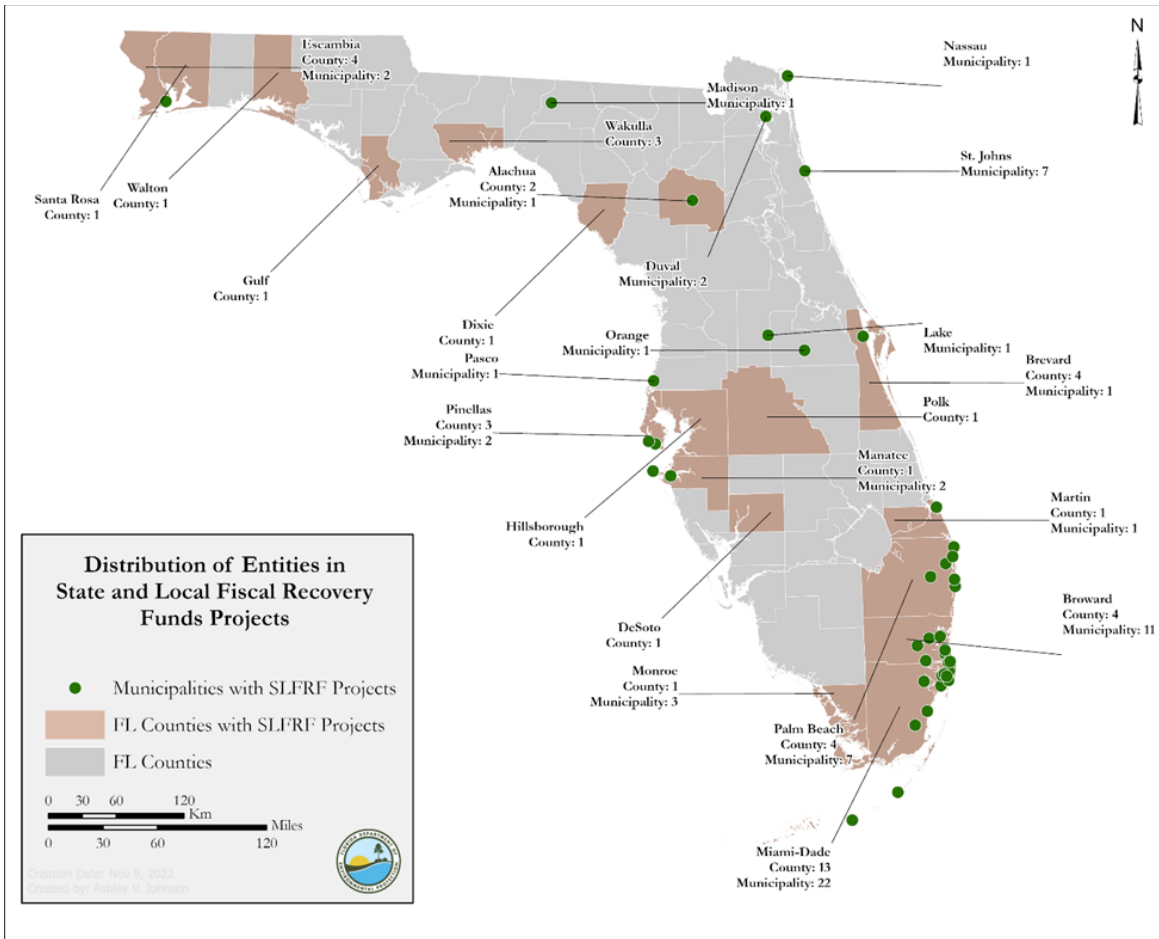 N
Escambia
County: 4
Municipality: 2
Nassau
Municipality: 1
Madison
Municipality: 1
Wakulla
County: 3
St. Johns
Municipality: 7
Alachua
County: 2
Municipality: 1
Santa Rosa
County: 1
Walton
County: 1
Duval
Municipality: 2
Gulf
County: 1
Dixie
County: 1
Orange
Municipality: 1
Lake
Municipality: 1
Pasco
Municipality: 1
Brevard
County: 4
Municipality: 1
Polk
County: 1
Pinellas
County: 3
Municipality: 2
Manatee
County: 1
Municipality: 2
Martin
County: 1
Municipality: 1
Hillsborough
County: 1
Broward
County: 4
Municipality: 11
DeSoto
County: 1
Monroe
County: 1
Municipality: 3
Palm Beach
County: 4
Municipality: 7
Miami-Dade
County: 13
Municipality: 22
Distribution of Entities in
State and Local Fiscal Recovery
Funds Projects
Municipalities with SLFRF Projects
FL Counties with SLFRF Projects
FL Counties
0 30 60 120
Km
Miles
0 30 60 120
FLORIDA DEPARTMENT OF
ENVIRONMENTAL PROTECTION
Creation Date: Nov 9, 2022
Created by: Ashley V. Johnson